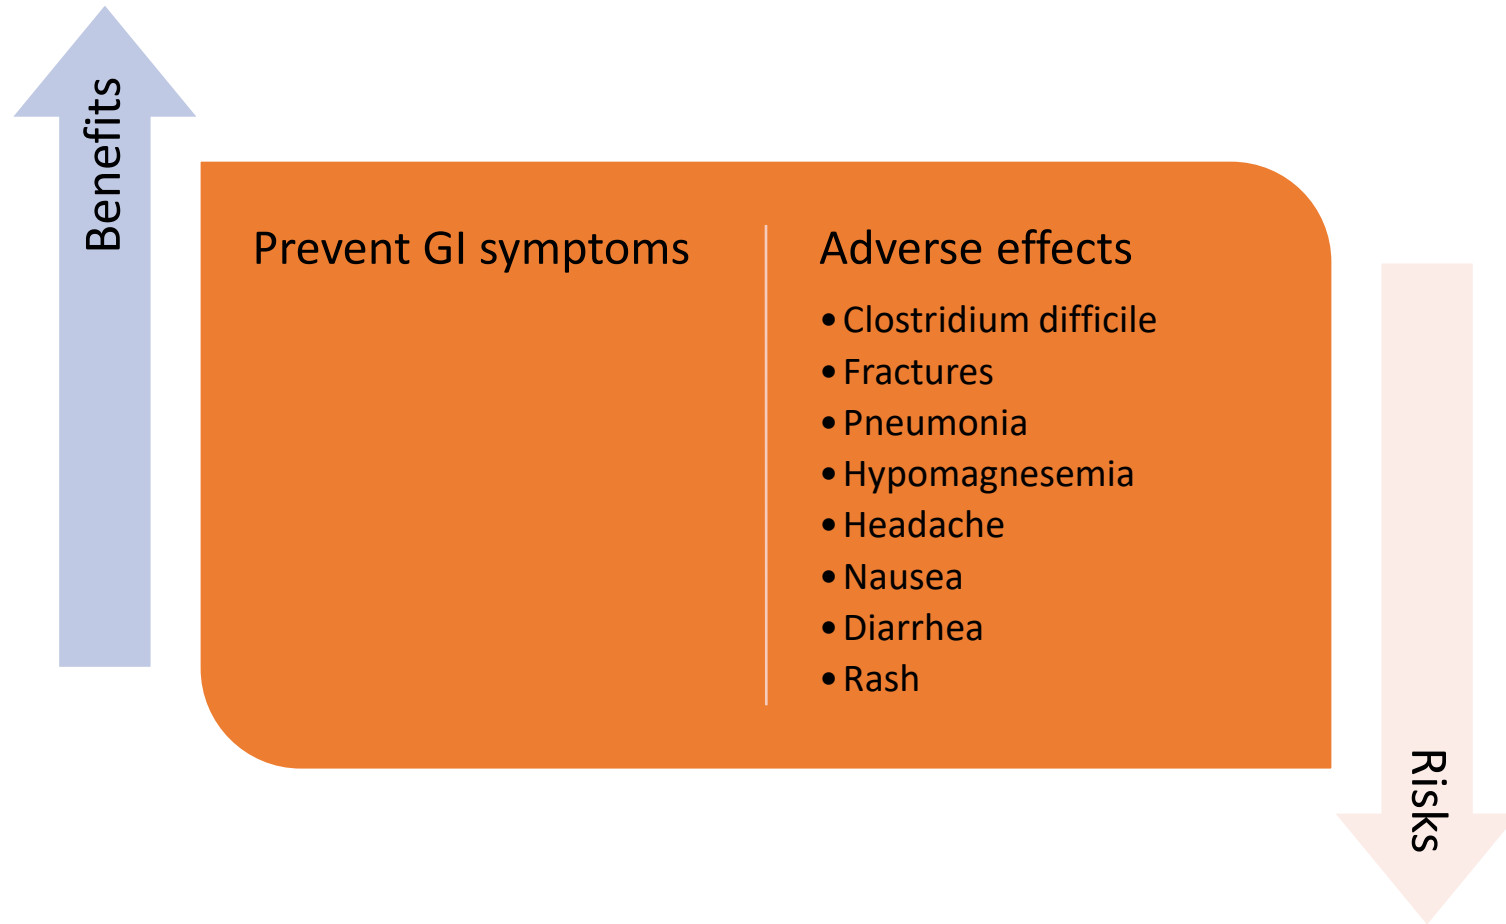 Benefits
Prevent GI symptoms
Adverse effects
• Clostridium difficile
• Fractures
• Pneumonia
• Hypomagnesemia
• Headache
• Nausea
• Diarrhea
• Rash
Risks